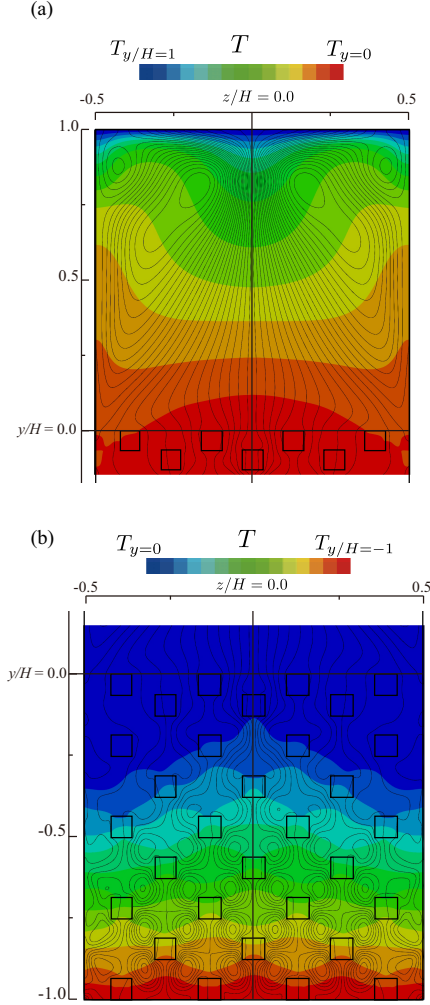 (a)
T_{y/H=1} T T_{y=0}
-0.5 z/H = 0.0 0.5
1.0
0.5
y/H = 0.0
(b)
T_{y=0} T T_{y/H=-1}
-0.5 z/H = 0.0 0.5
y/H = 0.0
-0.5
-1.0